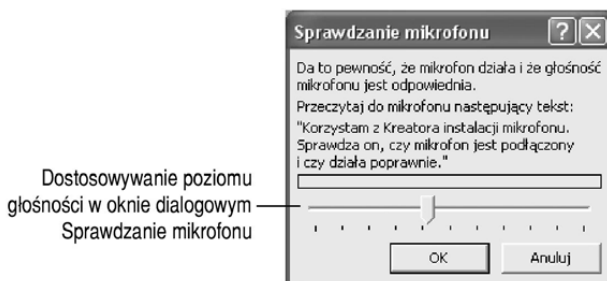 Sprawdzanie mikrofonu
Da to pewność, że mikrofon działa i że głośność
mikrofonu jest odpowiednia.
Przeczytaj do mikrofonu następujący tekst:
"Korzystam z Kreatora instalacji mikrofonu.
Sprawdza on, czy mikrofon jest podłączony
i czy działa poprawnie."
Dostosowywanie poziomu
głośności w oknie dialogowym
Sprawdzanie mikrofonu
OK Anuluj